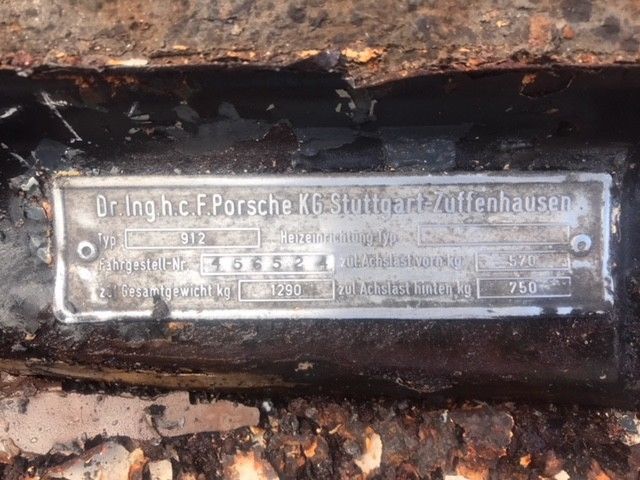 Dr.Ing.h.c.F.Porsche KG Stuttgart-Zuffenhausen
Typ 912 Heizeinrichtung-Typ
Fahrgestell-Nr. 456524 zul.Achslast vorn kg 570
zul Gesamtgewicht kg 1290 zul Achslast hinten kg 750